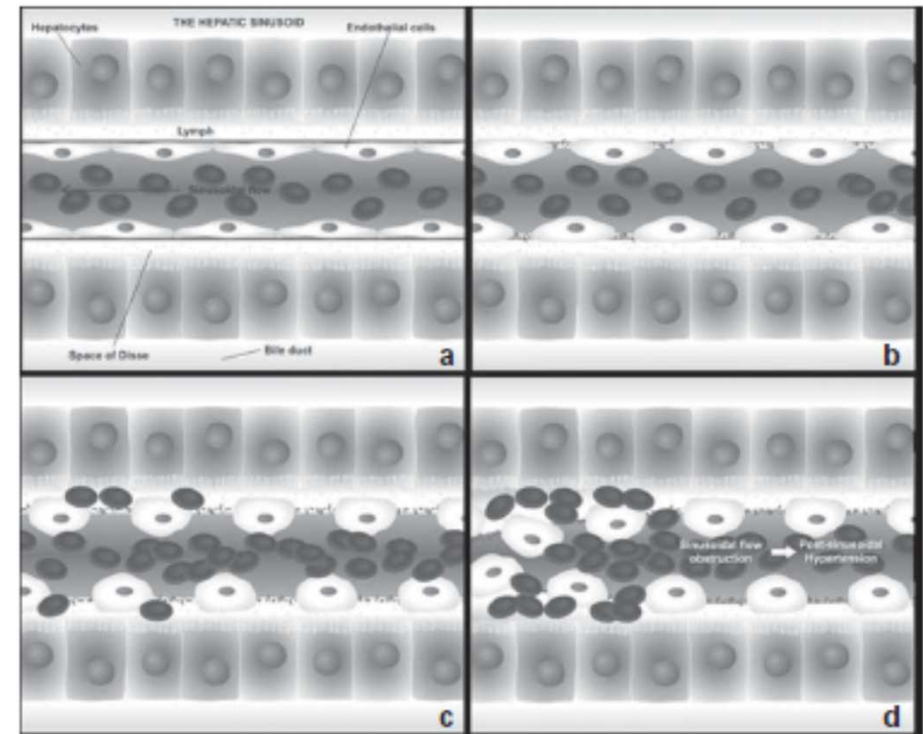 THE HEPATIC SINUSOID
Hepatocytes
Endothelial cells
Lymph
Sinusoidal flow
Space of Disse
Bile duct
a
b
c
Sinusoidal flow
obstruction
Post-sinusoidal
Hypertension
d